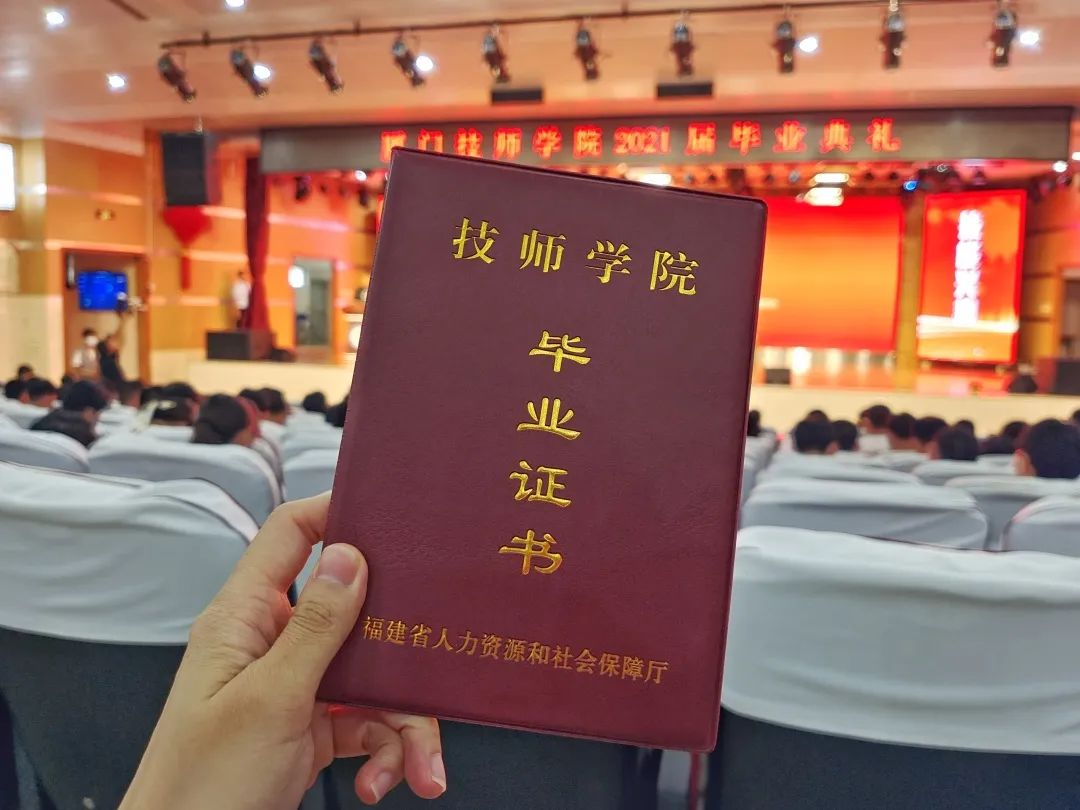 厦门技师学院2021届毕业典礼
技师学院
毕
业
证
书
福建省人力资源和社会保障厅